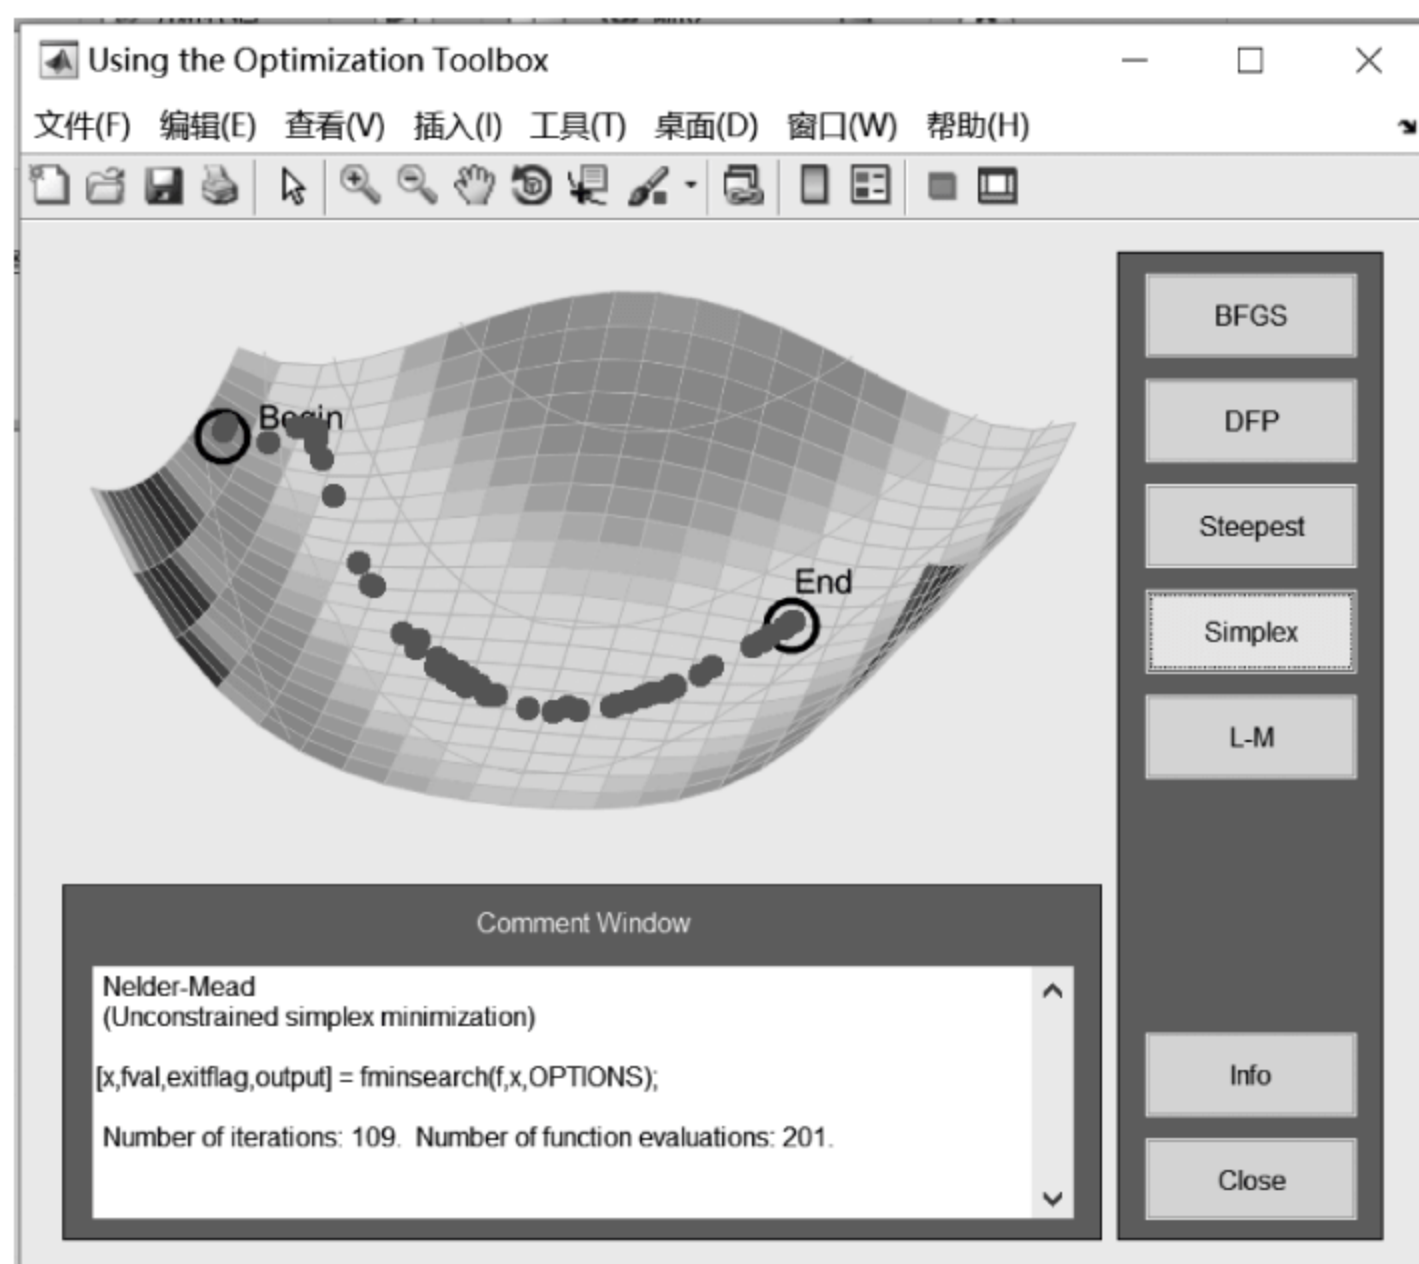 Using the Optimization Toolbox
文件(F) 编辑(E) 查看(V) 插入(I) 工具(T) 桌面(D) 窗口(W) 帮助(H)
BFGS
Begin
DFP
Steepest
End
Simplex
L-M
Comment Window
Nelder-Mead
(Unconstrained simplex minimization)
[x,fval,exitflag,output] = fminsearch(f,x,OPTIONS);
Number of iterations: 109. Number of function evaluations: 201.
Info
Close